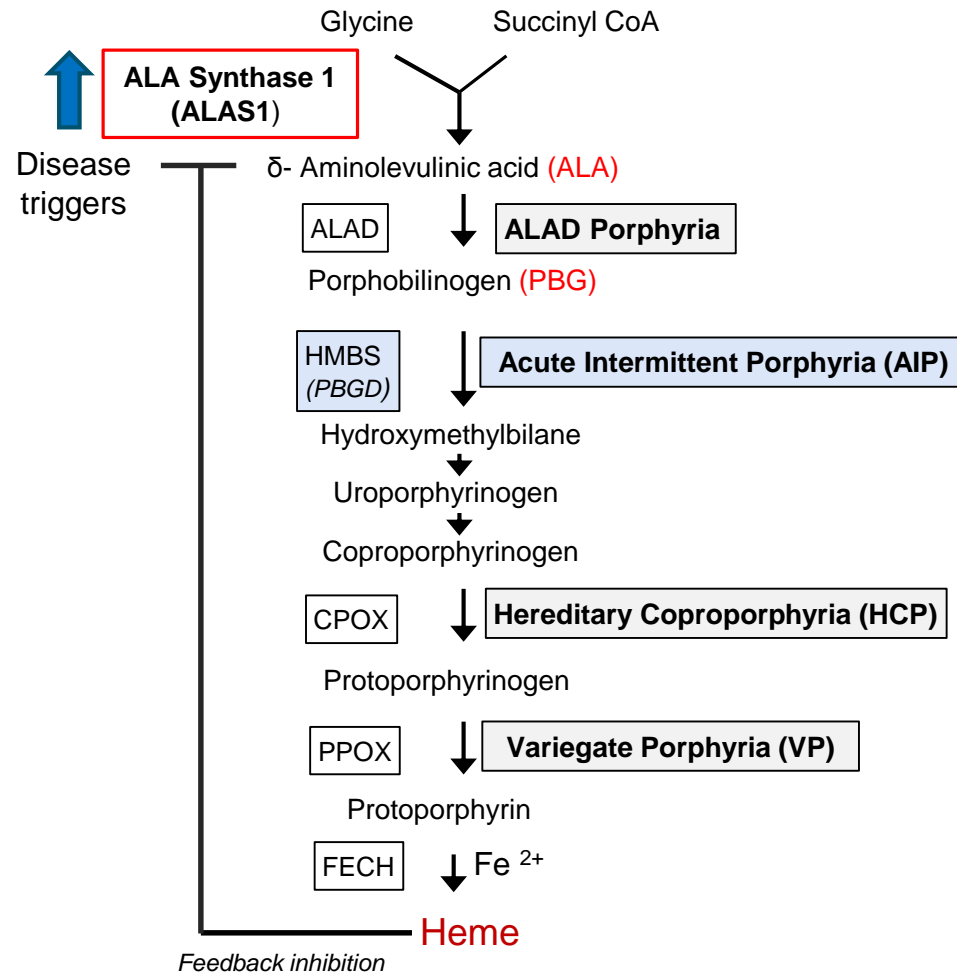 Glycine
Succinyl CoA
ALA Synthase 1
(ALAS1)
Disease
triggers
δ- Aminolevulinic acid (ALA)
ALAD
ALAD Porphyria
Porphobilinogen (PBG)
HMBS
(PBGD)
Acute Intermittent Porphyria (AIP)
Hydroxymethylbilane
Uroporphyrinogen
Coproporphyrinogen
CPOX
Hereditary Coproporphyria (HCP)
Protoporphyrinogen
PPOX
Variegate Porphyria (VP)
Protoporphyrin
FECH
Fe 2+
Heme
Feedback inhibition